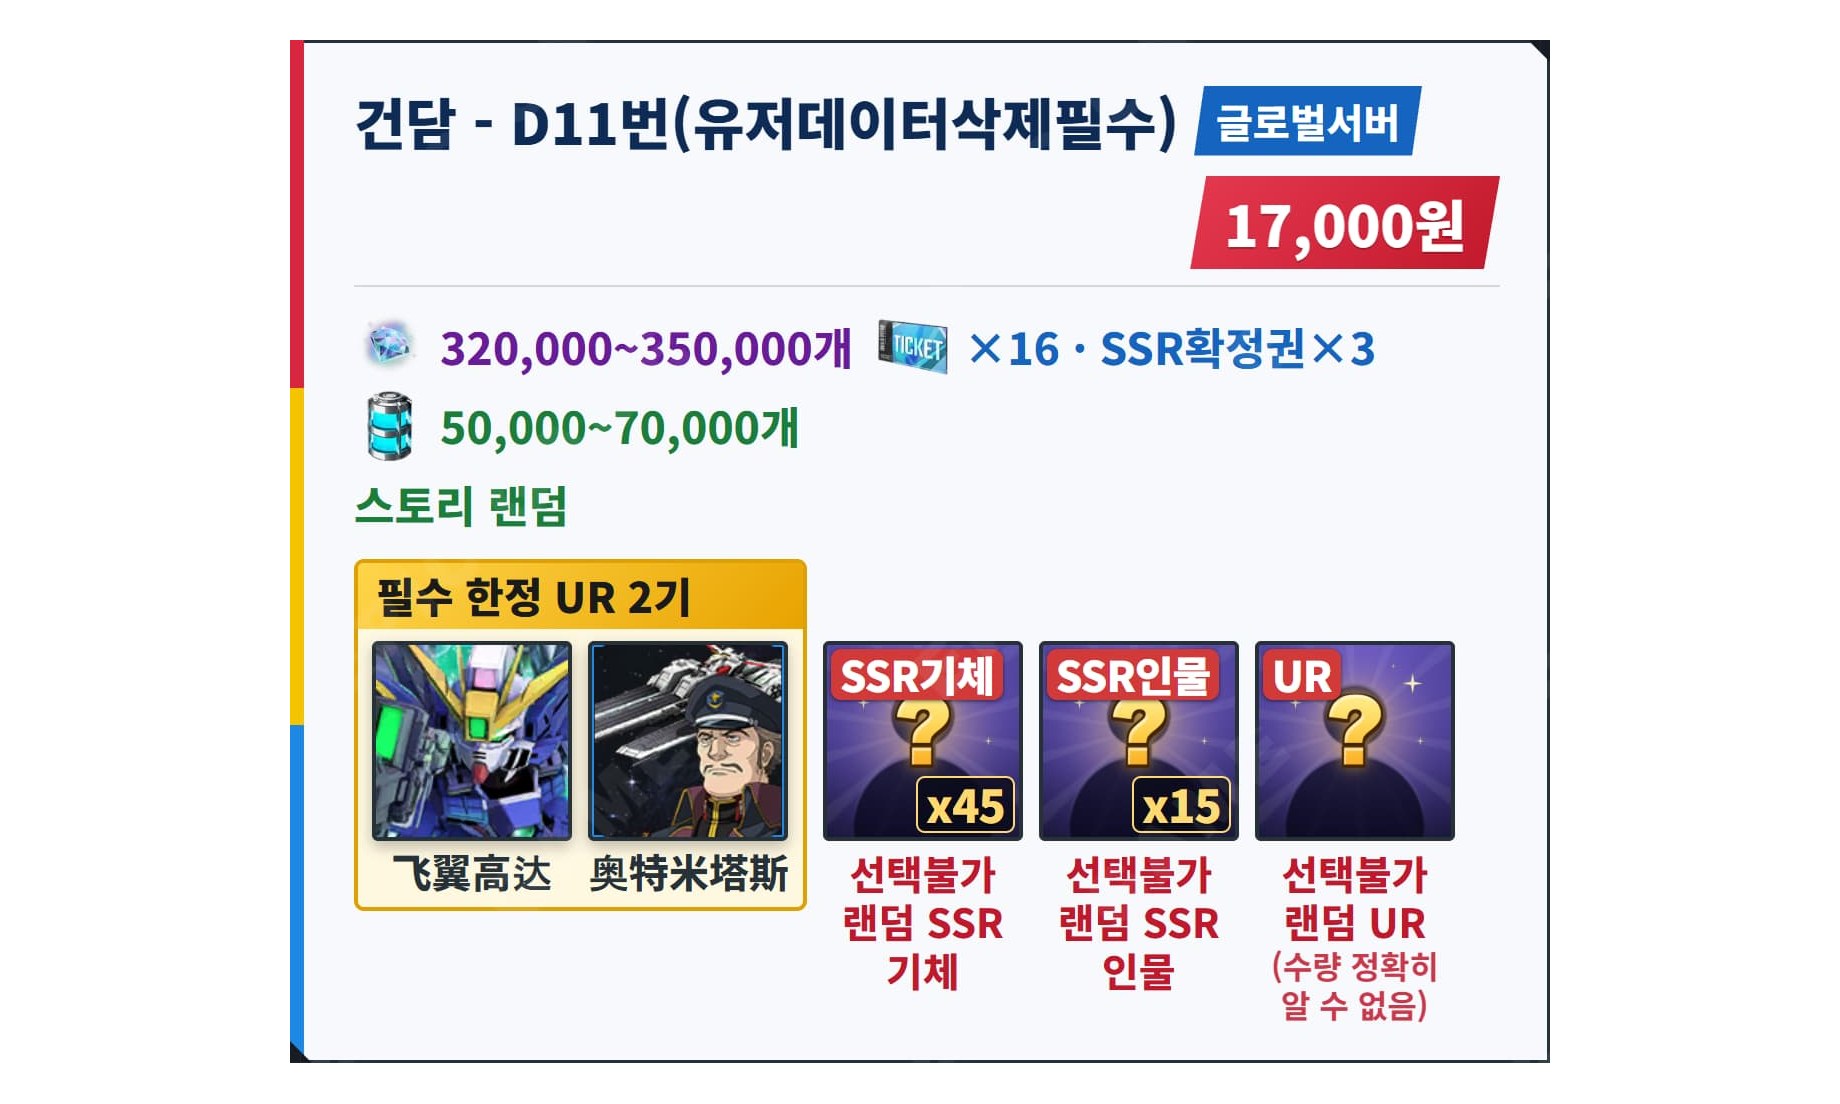 건담 - D11번(유저데이터삭제필수) 글로벌서버
17,000원
320,000~350,000개 TICKET ×16 · SSR확정권×3
50,000~70,000개
스토리 랜덤
필수 한정 UR 2기
SSR기체 SSR인물 UR
x45 x15
飞翼高达 奥特米塔斯
선택불가 랜덤 SSR 기체
선택불가 랜덤 SSR 인물
선택불가 랜덤 UR
(수량 정확히 알 수 없음)